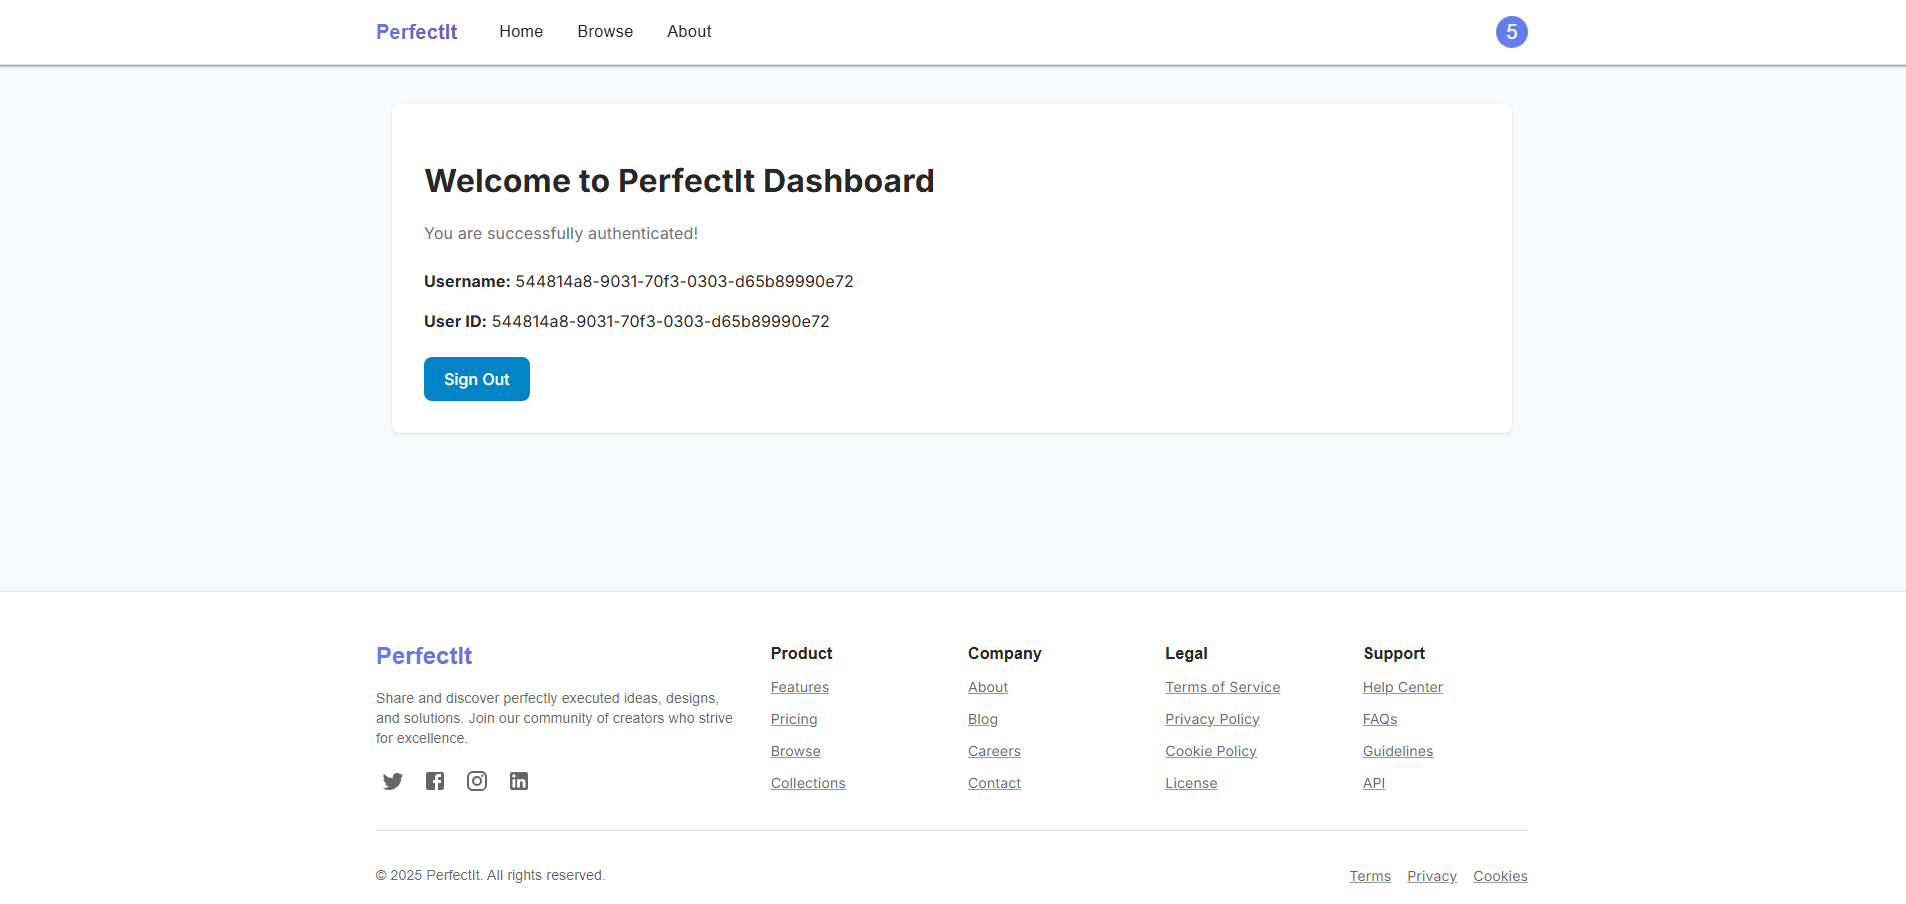 PerfectIt Home Browse About 5
Welcome to PerfectIt Dashboard
You are successfully authenticated!
Username: 544814a8-9031-70f3-0303-d65b89990e72
User ID: 544814a8-9031-70f3-0303-d65b89990e72
Sign Out
PerfectIt
Share and discover perfectly executed ideas, designs,
and solutions. Join our community of creators who strive
for excellence.
Product
Features
Pricing
Browse
Collections
Company
About
Blog
Careers
Contact
Legal
Terms of Service
Privacy Policy
Cookie Policy
License
Support
Help Center
FAQs
Guidelines
API
© 2025 PerfectIt. All rights reserved.
Terms Privacy Cookies